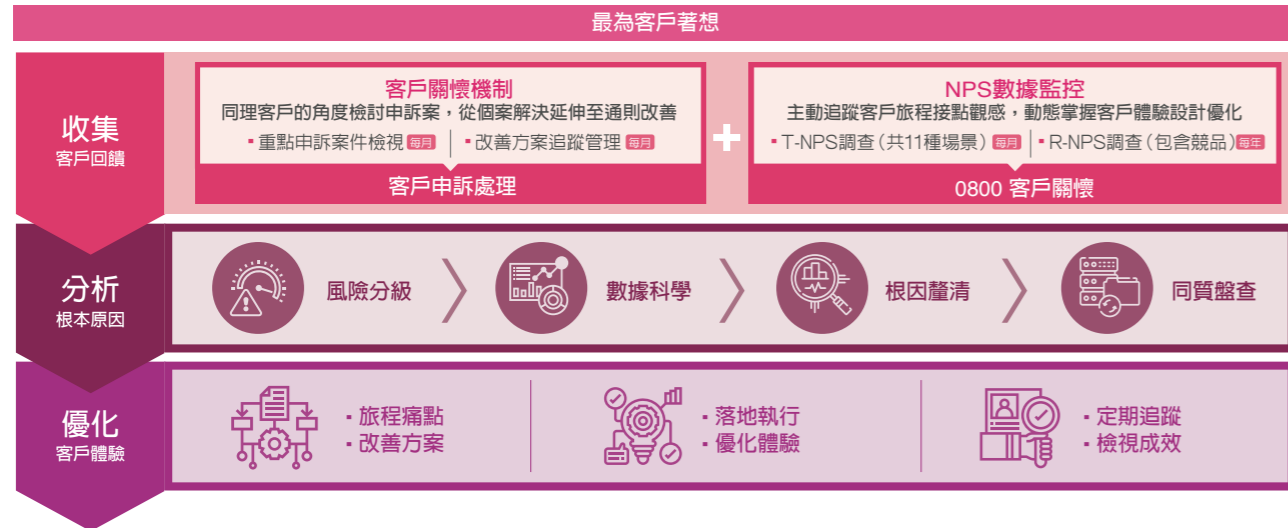 最為客戶著想
收集
客戶回饋
客戶關懷機制
同理客戶的角度檢討申訴案，從個案解決延伸至通則改善
▪重點申訴案件檢視 每月 │ ▪改善方案追蹤管理 每月
客戶申訴處理
+
NPS數據監控
主動追蹤客戶旅程接點觀感，動態掌握客戶體驗設計優化
▪T-NPS調查（共11種場景） 每月 │ ▪R-NPS調查（包含競品） 每年
0800 客戶關懷
分析
根本原因
風險分級
數據科學
根因釐清
同質盤查
優化
客戶體驗
▪旅程痛點
▪改善方案
▪落地執行
▪優化體驗
▪定期追蹤
▪檢視成效